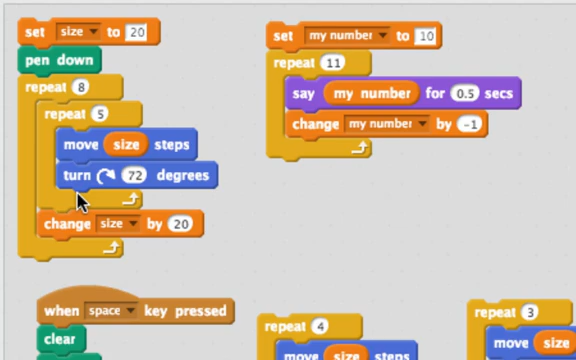 set size to 20
pen down
repeat 8
repeat 5
move size steps
turn 72 degrees
change size by 20
set my number to 10
repeat 11
say my number for 0.5 secs
change my number by -1
when space key pressed
clear
repeat 4
move size steps
repeat 3
move size